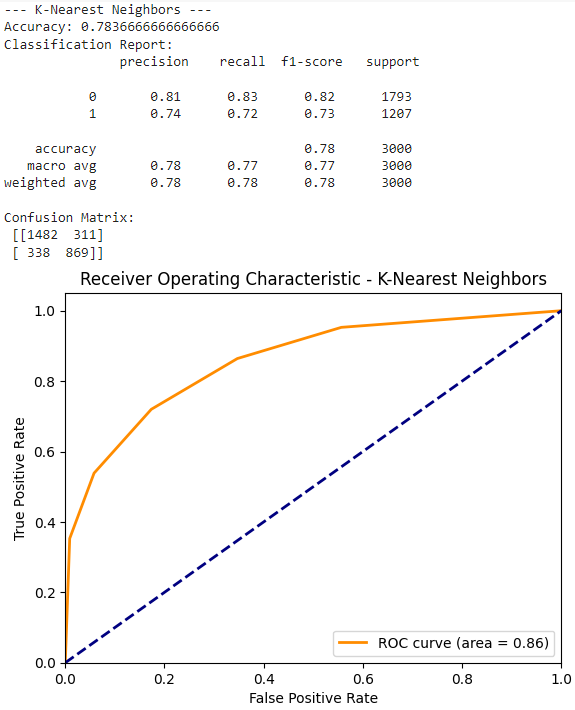 --- K-Nearest Neighbors ---
Accuracy: 0.7836666666666666
Classification Report:
              precision    recall  f1-score   support

           0       0.81      0.83      0.82      1793
           1       0.74      0.72      0.73      1207

    accuracy                           0.78      3000
   macro avg       0.78      0.77      0.77      3000
weighted avg       0.78      0.78      0.78      3000

Confusion Matrix:
 [[1482  311]
 [ 338  869]]
Receiver Operating Characteristic - K-Nearest Neighbors
1.0
0.8
0.6
0.4
0.2
0.0
True Positive Rate
ROC curve (area = 0.86)
0.0 0.2 0.4 0.6 0.8 1.0
False Positive Rate